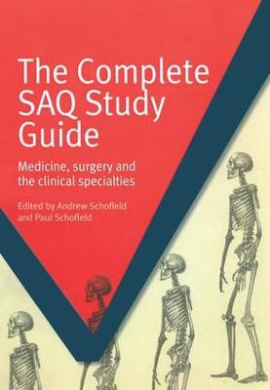 The Complete
SAQ Study
Guide
Medicine, surgery and
the clinical specialties
Edited by Andrew Schofield
and Paul Schofield